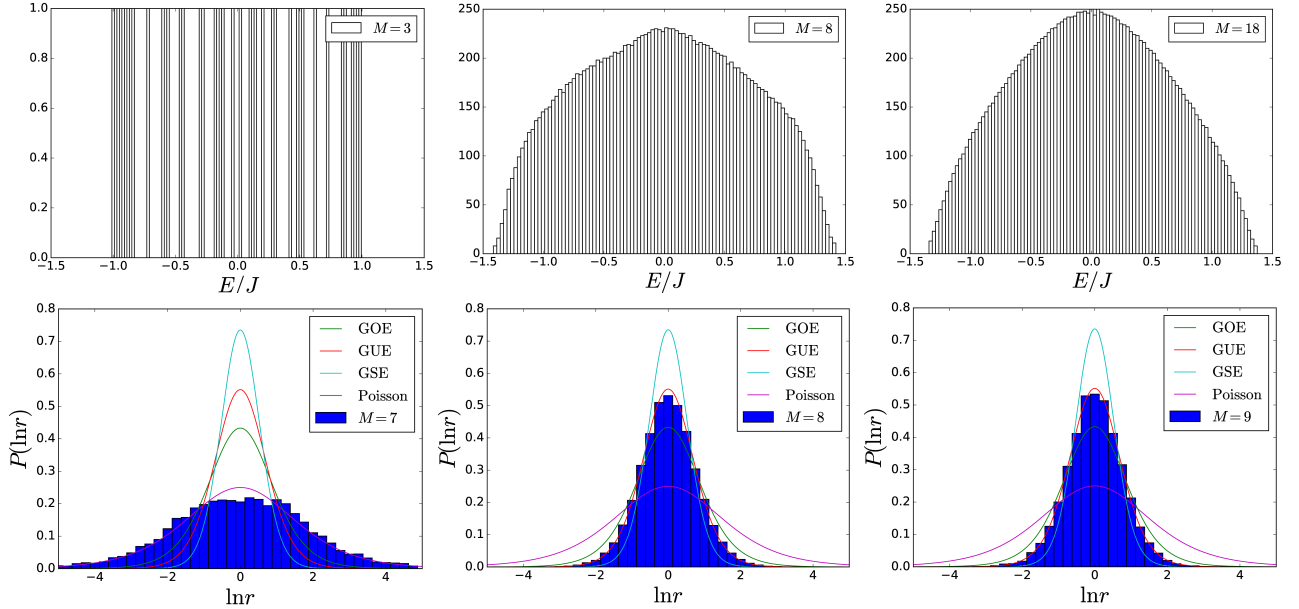 1.0
0.8
0.6
0.4
0.2
0.0
M = 3
−1.5 −1.0 −0.5 0.0 0.5 1.0 1.5
E/J
250
200
150
100
50
0
M = 8
−1.5 −1.0 −0.5 0.0 0.5 1.0 1.5
E/J
250
200
150
100
50
0
M = 18
−1.5 −1.0 −0.5 0.0 0.5 1.0 1.5
E/J
P(lnr)
0.8
0.7
0.6
0.5
0.4
0.3
0.2
0.1
0.0
GOE
GUE
GSE
Poisson
M = 7
−4 −2 0 2 4
lnr
P(lnr)
0.8
0.7
0.6
0.5
0.4
0.3
0.2
0.1
0.0
GOE
GUE
GSE
Poisson
M = 8
−4 −2 0 2 4
lnr
P(lnr)
0.8
0.7
0.6
0.5
0.4
0.3
0.2
0.1
0.0
GOE
GUE
GSE
Poisson
M = 9
−4 −2 0 2 4
lnr